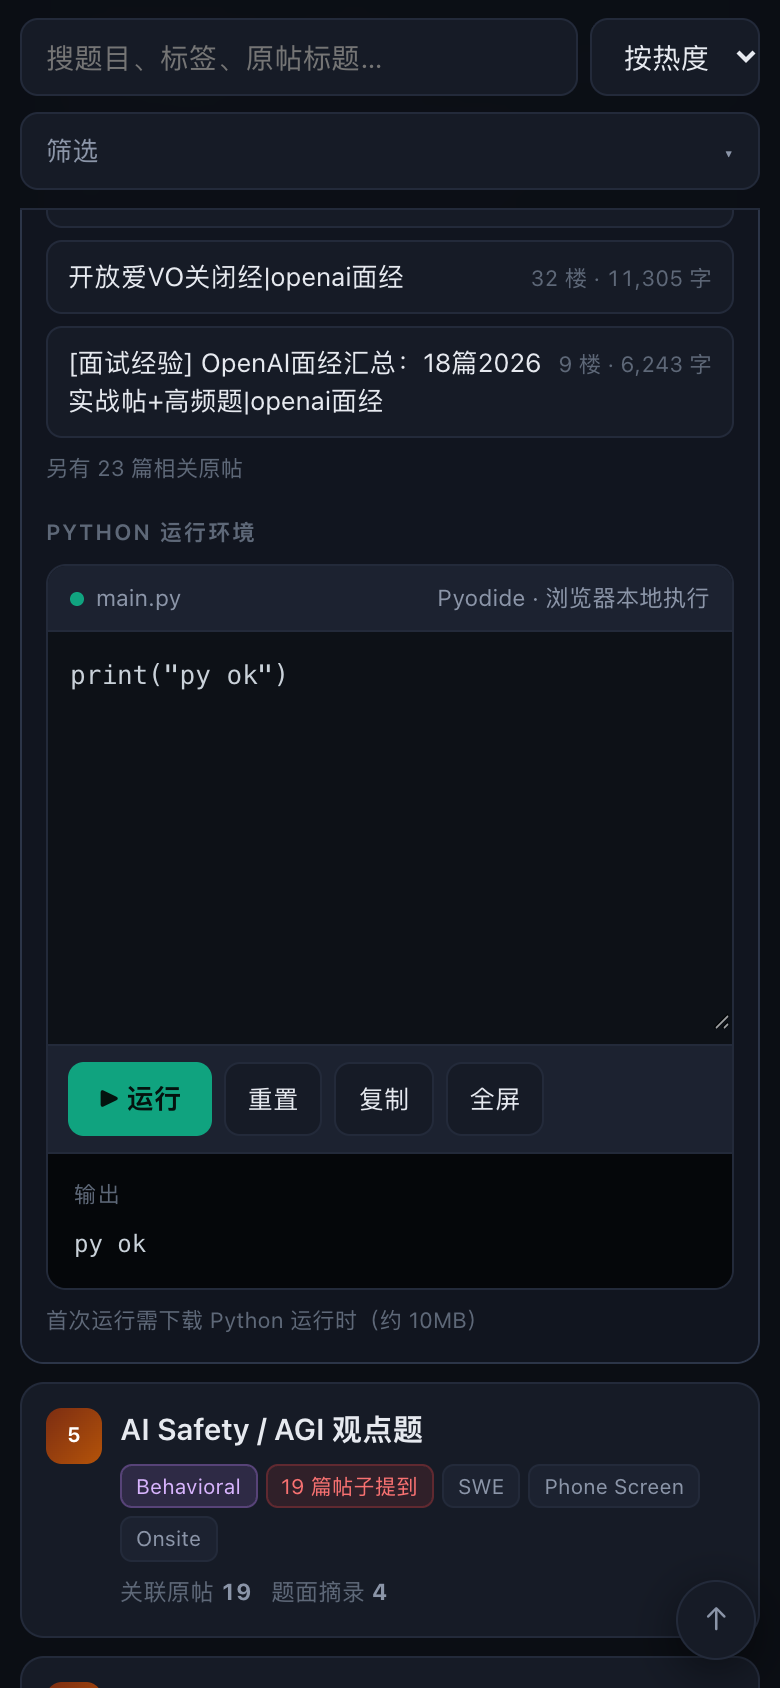 搜题目、标签、原帖标题...
按热度
筛选
开放爱VO关闭经|openai面经
32 楼 · 11,305 字
[面试经验] OpenAI面经汇总：18篇2026
9 楼 · 6,243 字
实战帖+高频题|openai面经
另有 23 篇相关原帖
PYTHON 运行环境
main.py
Pyodide · 浏览器本地执行
print("py ok")
运行
重置
复制
全屏
输出
py ok
首次运行需下载 Python 运行时（约 10MB）
5
AI Safety / AGI 观点题
Behavioral
19 篇帖子提到
SWE
Phone Screen
Onsite
关联原帖 19 题面摘录 4